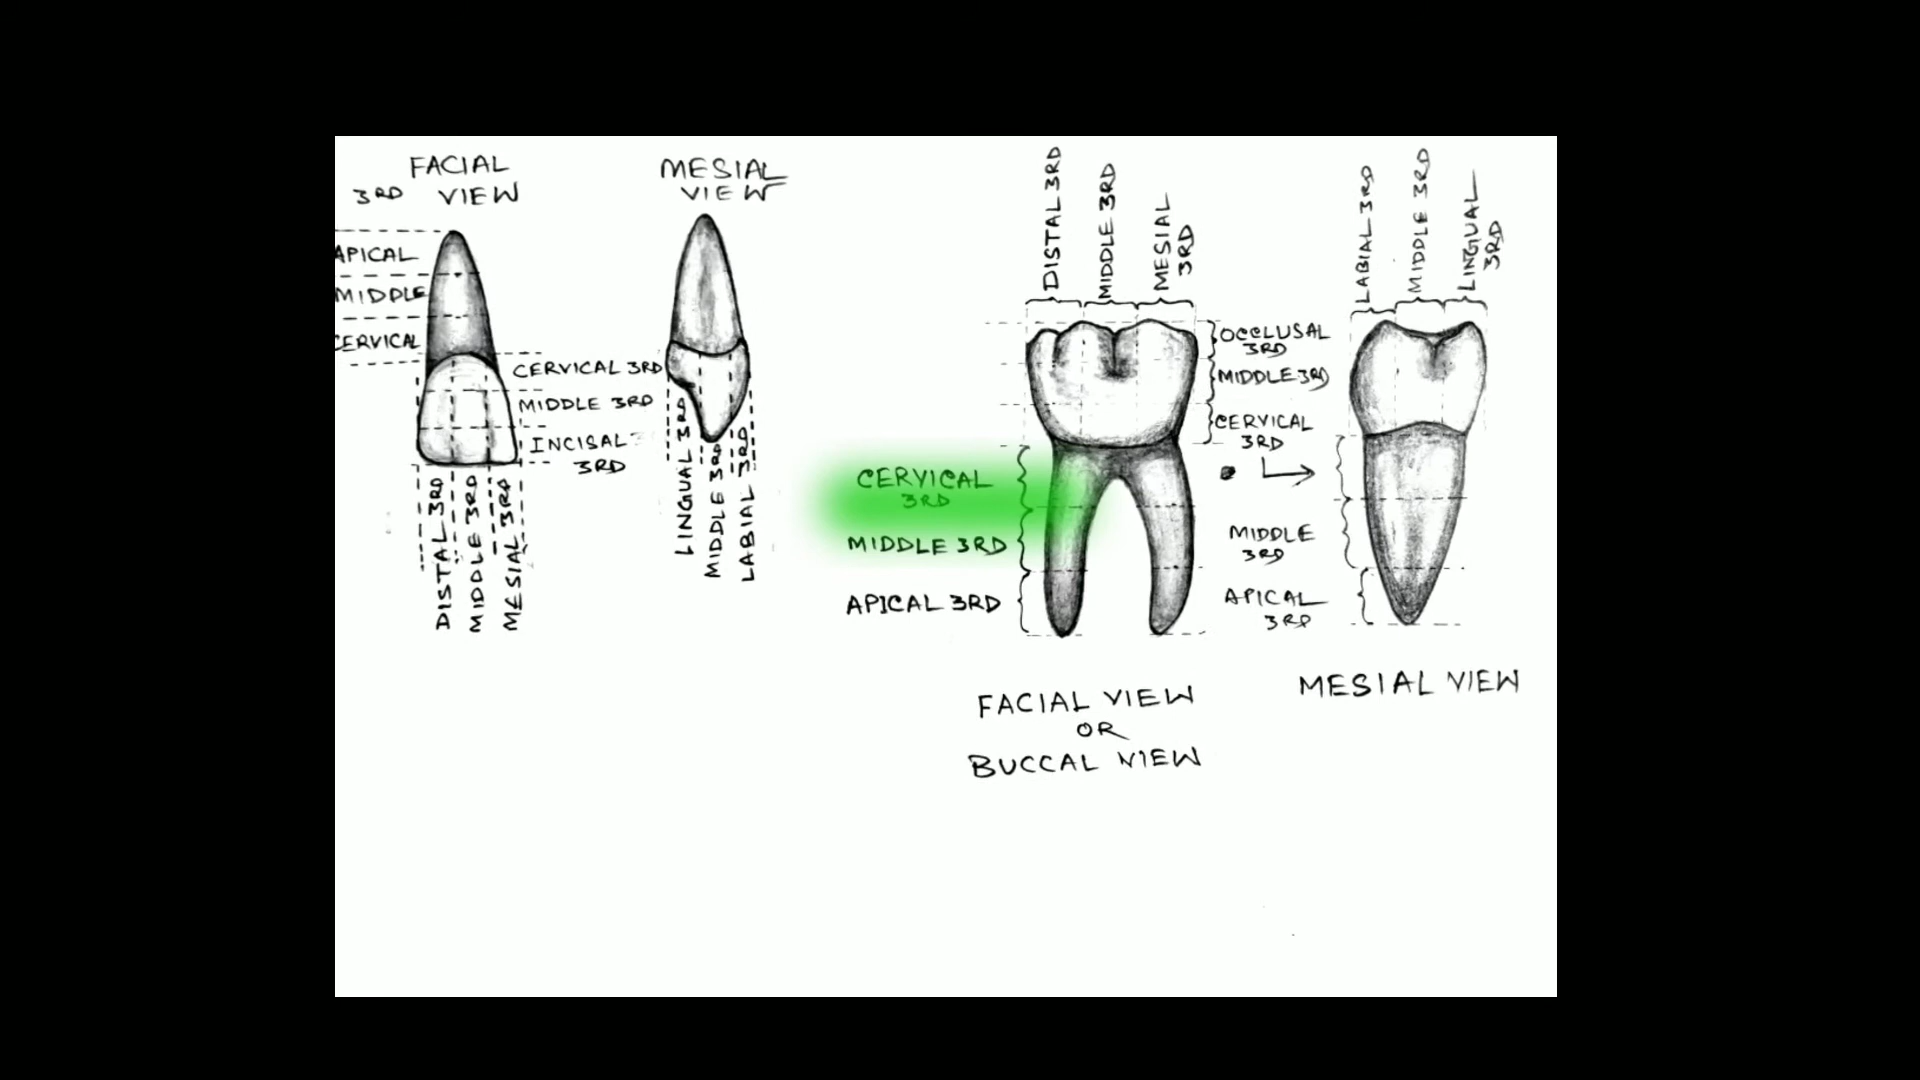 FACIAL
3RD VIEW
APICAL
MIDDLE
CERVICAL
CERVICAL 3RD
MIDDLE 3RD
INCISAL
3RD
DISTAL 3RD
MIDDLE 3RD
MESIAL 3RD
MESIAL
VIEW
LINGUAL 3RD
MIDDLE 3RD
LABIAL 3RD
DISTAL 3RD
MIDDLE 3RD
MESIAL
3RD
OCCLUSAL
3RD
MIDDLE 3RD
CERVICAL
3RD
CERVICAL
3RD
MIDDLE 3RD
APICAL 3RD
FACIAL VIEW
OR
BUCCAL VIEW
LABIAL 3RD
MIDDLE 3RD
LINGUAL
3RD
MIDDLE
3RD
APICAL
3RD
MESIAL VIEW